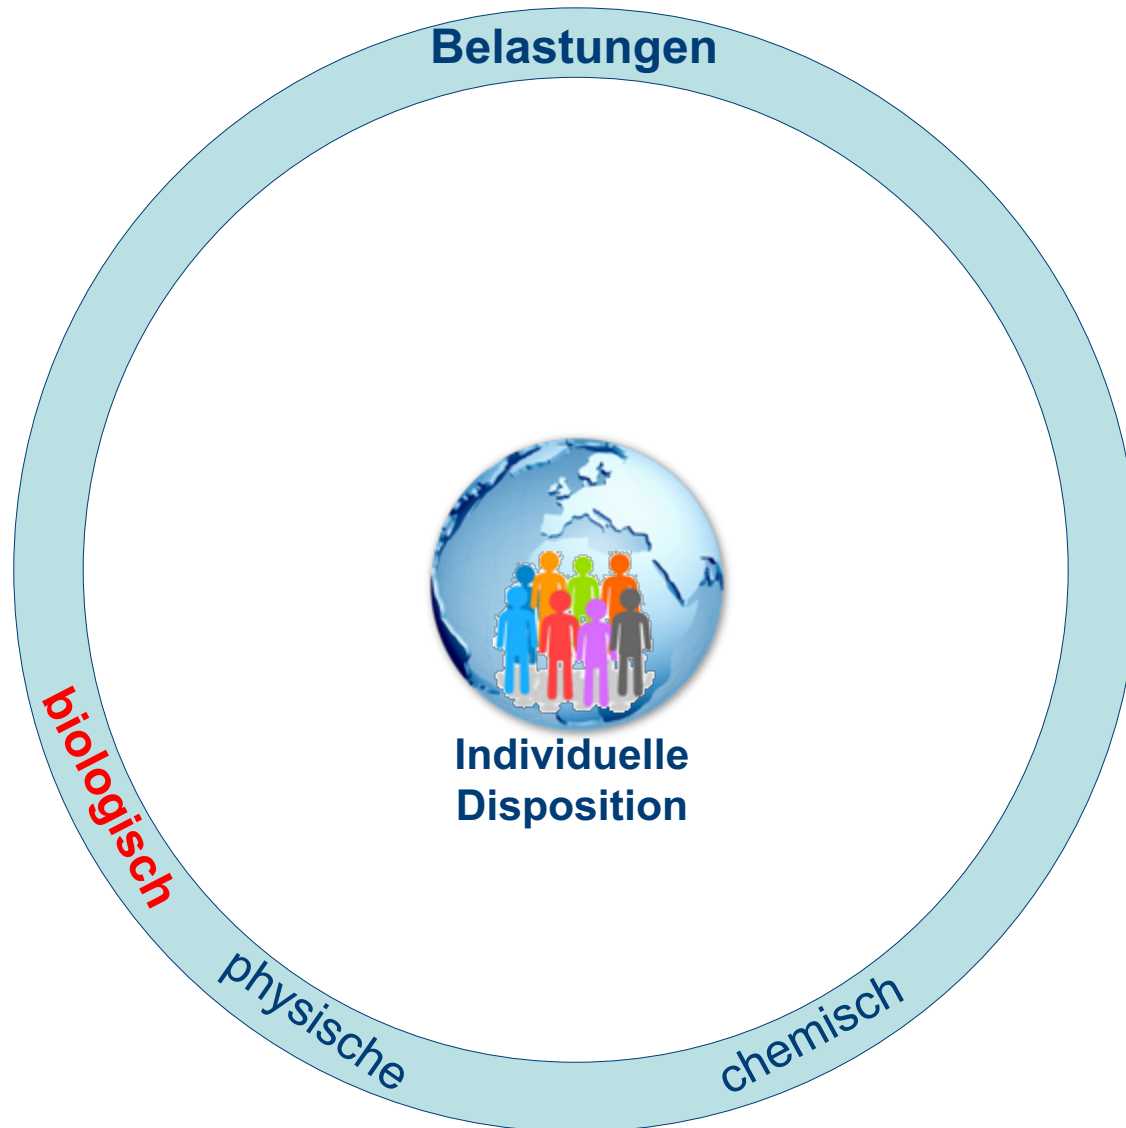 Belastungen
biologisch
Individuelle
Disposition
physische
chemisch